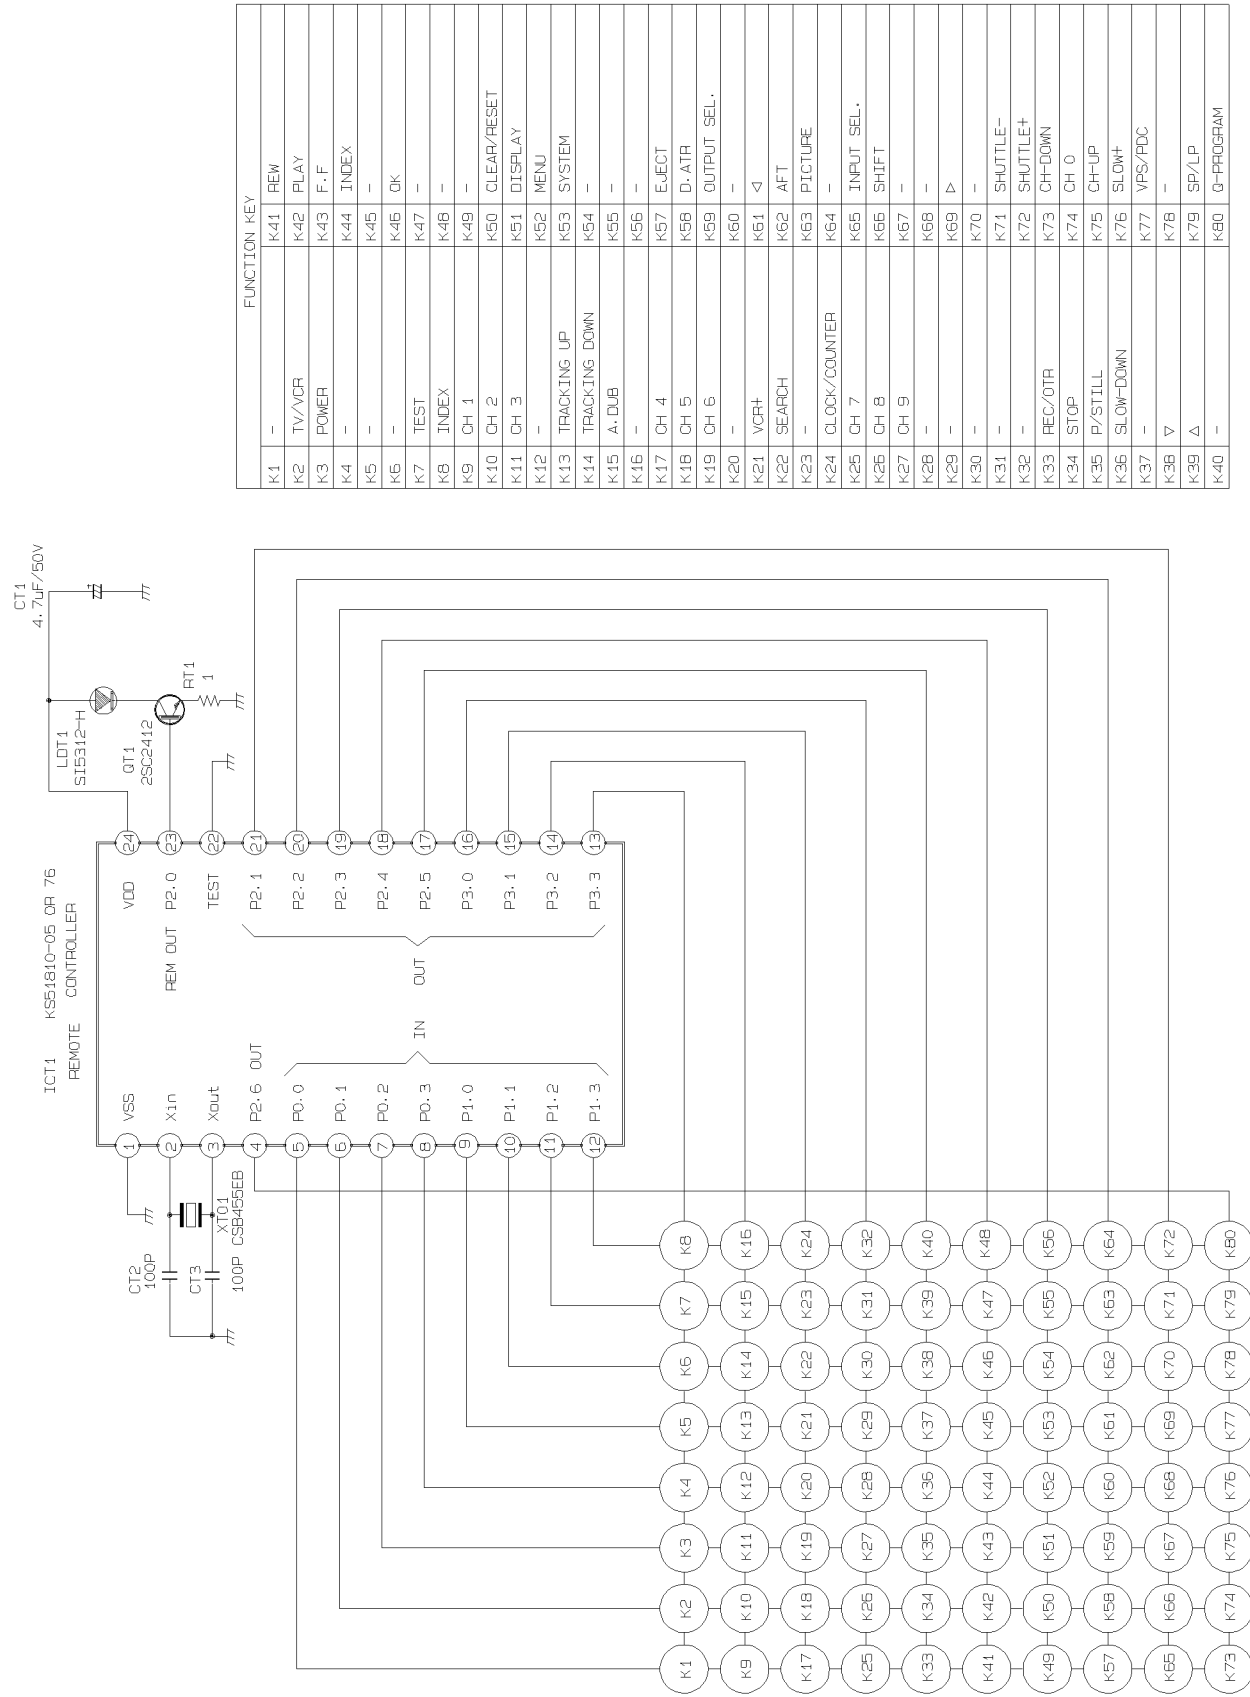 ICT1 KS51810-05 OR 76
REMOTE CONTROLLER
1 VSS
2 Xin
3 Xout
4 P2.6 OUT
5 P0.0
6 P0.1
7 P0.2
8 P0.3
9 P1.0
10 P1.1
11 P1.2
12 P1.3
IN
OUT
24 VDD
23 P2.0 REM OUT
22 TEST
21 P2.1
20 P2.2
19 P2.3
18 P2.4
17 P2.5
16 P3.0
15 P3.1
14 P3.2
13 P3.3
CT2
100P
CT3
100P
XT01
CSB455EB
LDT1
SI5312-H
QT1
2SC2412
RT1
1
CT1
4.7uF/50V
+
K1 K2 K3 K4 K5 K6 K7 K8
K9 K10 K11 K12 K13 K14 K15 K16
K17 K18 K19 K20 K21 K22 K23 K24
K25 K26 K27 K28 K29 K30 K31 K32
K33 K34 K35 K36 K37 K38 K39 K40
K41 K42 K43 K44 K45 K46 K47 K48
K49 K50 K51 K52 K53 K54 K55 K56
K57 K58 K59 K60 K61 K62 K63 K64
K65 K66 K67 K68 K69 K70 K71 K72
K73 K74 K75 K76 K77 K78 K79 K80
FUNCTION KEY
K1 - K41 REW
K2 TV/VCR K42 PLAY
K3 POWER K43 F.F
K4 - K44 INDEX
K5 - K45 -
K6 - K46 OK
K7 TEST K47 -
K8 INDEX K48 -
K9 CH 1 K49 -
K10 CH 2 K50 CLEAR/RESET
K11 CH 3 K51 DISPLAY
K12 - K52 MENU
K13 TRACKING UP K53 SYSTEM
K14 TRACKING DOWN K54 -
K15 A.DUB K55 -
K16 - K56 -
K17 CH 4 K57 EJECT
K18 CH 5 K58 D.ATR
K19 CH 6 K59 OUTPUT SEL.
K20 - K60 -
K21 VCR+ K61 ◁
K22 SEARCH K62 AFT
K23 - K63 PICTURE
K24 CLOCK/COUNTER K64 -
K25 CH 7 K65 INPUT SEL.
K26 CH 8 K66 SHIFT
K27 CH 9 K67 -
K28 - K68 -
K29 - K69 ▷
K30 - K70 -
K31 - K71 SHUTTLE-
K32 - K72 SHUTTLE+
K33 REC/OTR K73 CH-DOWN
K34 STOP K74 CH 0
K35 P/STILL K75 CH-UP
K36 SLOW-DOWN K76 SLOW+
K37 - K77 VPS/PDC
K38 ▽ K78 -
K39 △ K79 SP/LP
K40 - K80 Q-PROGRAM